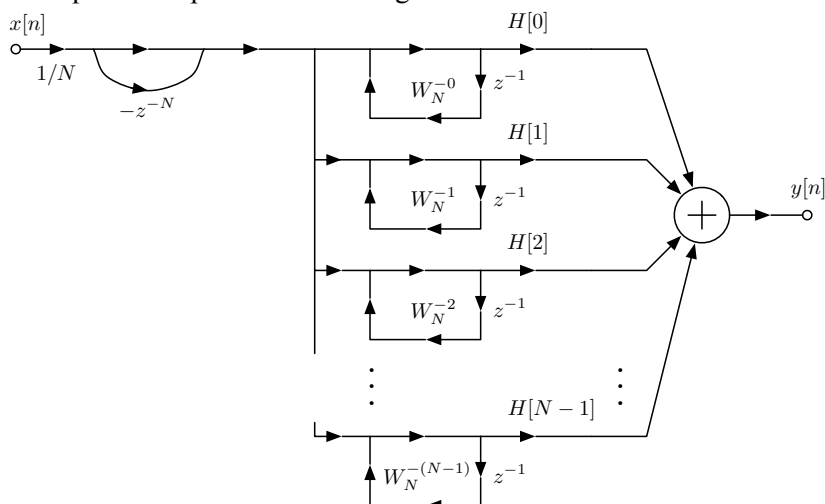 x[n]
H[0]
1/N
-z^{-N}
W_N^{-0}
z^{-1}
H[1]
W_N^{-1}
z^{-1}
y[n]
H[2]
W_N^{-2}
z^{-1}
H[N − 1]
W_N^{-(N−1)}
z^{-1}